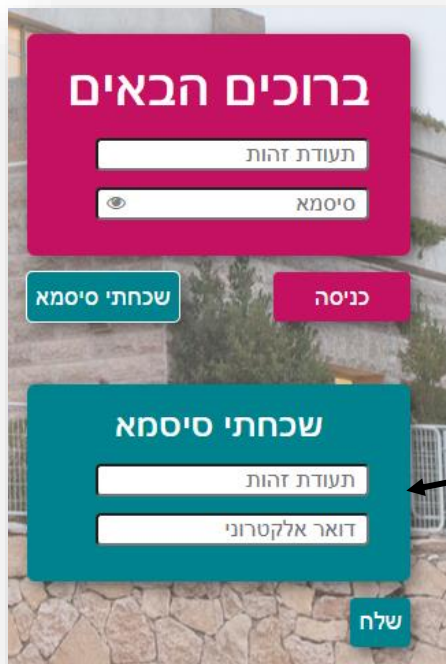 ברוכים הבאים
תעודת זהות
סיסמא
כניסה
שכחתי סיסמא
שכחתי סיסמא
תעודת זהות
דואר אלקטרוני
שלח